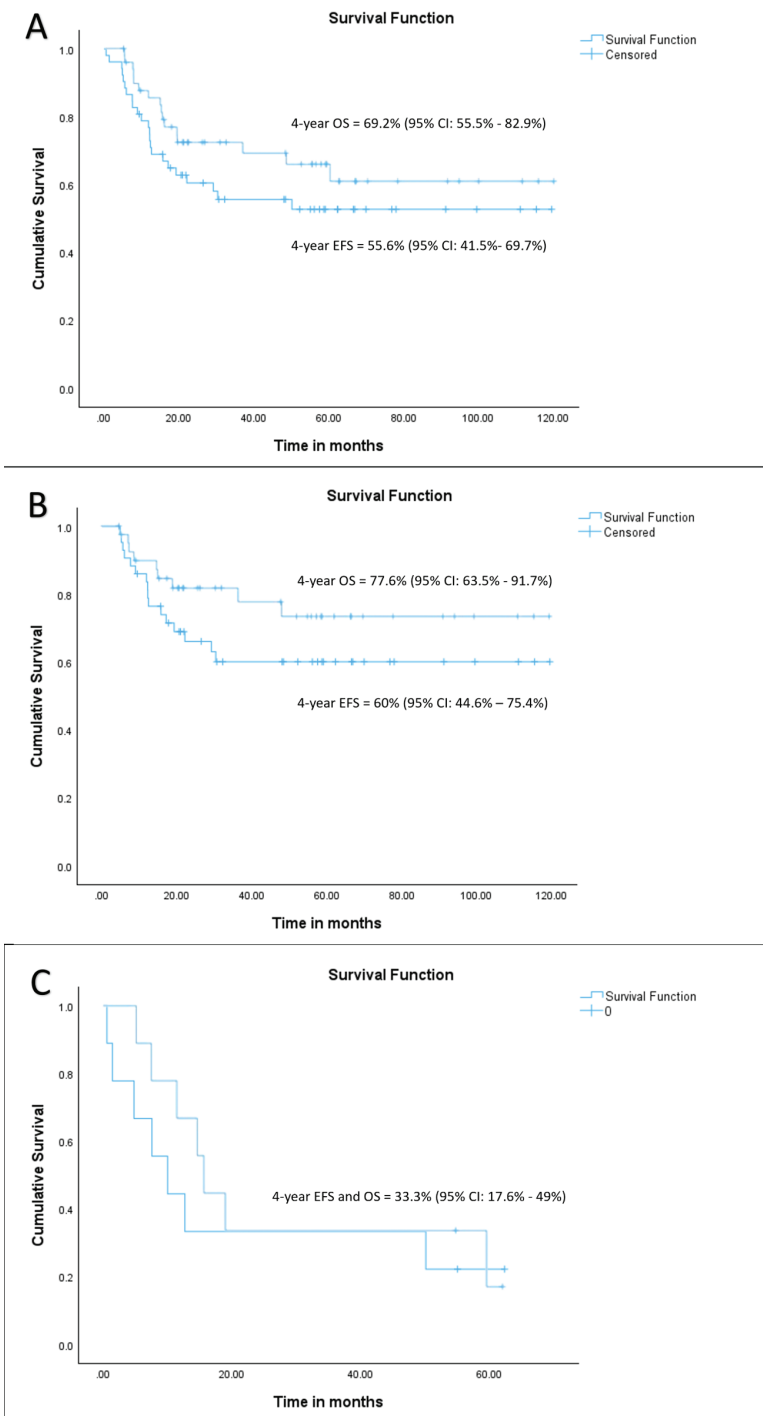 A
Survival Function
Survival Function
Censored
1.0
0.8
0.6
0.4
0.2
0.0
Cumulative Survival
4-year OS = 69.2% (95% CI: 55.5% - 82.9%)
4-year EFS = 55.6% (95% CI: 41.5%- 69.7%)
.00 20.00 40.00 60.00 80.00 100.00 120.00
Time in months
B
Survival Function
Survival Function
Censored
1.0
0.8
0.6
0.4
0.2
0.0
Cumulative Survival
4-year OS = 77.6% (95% CI: 63.5% - 91.7%)
4-year EFS = 60% (95% CI: 44.6% – 75.4%)
.00 20.00 40.00 60.00 80.00 100.00 120.00
Time in months
C
Survival Function
Survival Function
0
1.0
0.8
0.6
0.4
0.2
0.0
Cumulative Survival
4-year EFS and OS = 33.3% (95% CI: 17.6% - 49%)
.00 20.00 40.00 60.00
Time in months